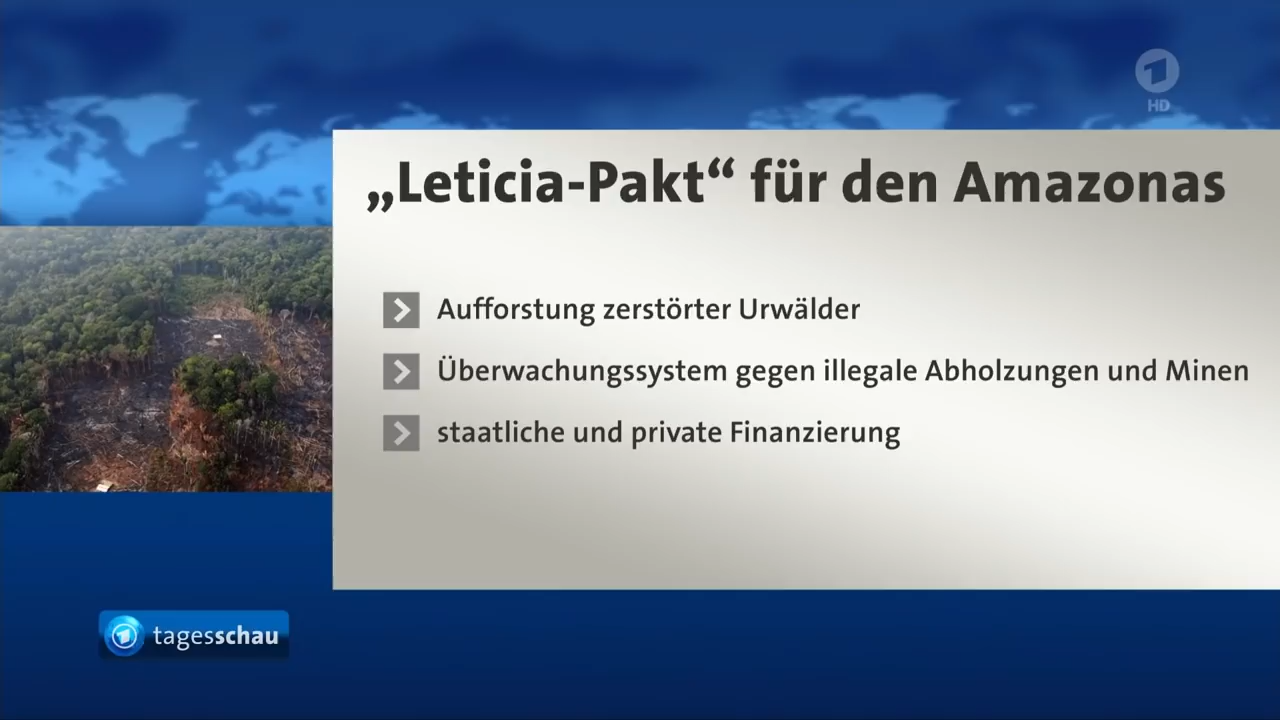 HD
„Leticia-Pakt“ für den Amazonas
Aufforstung zerstörter Urwälder
Überwachungssystem gegen illegale Abholzungen und Minen
staatliche und private Finanzierung
tagesschau